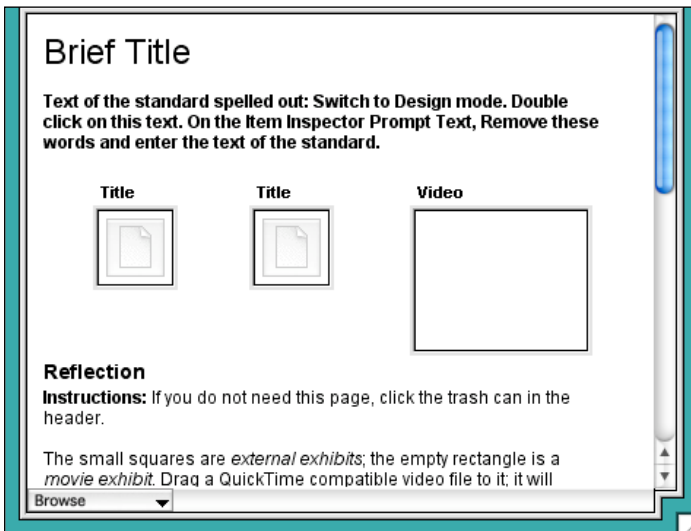 Brief Title
Text of the standard spelled out: Switch to Design mode. Double
click on this text. On the Item Inspector Prompt Text, Remove these
words and enter the text of the standard.
Title Title Video
Reflection
Instructions: If you do not need this page, click the trash can in the
header.
The small squares are external exhibits; the empty rectangle is a
movie exhibit. Drag a QuickTime compatible video file to it; it will
Browse